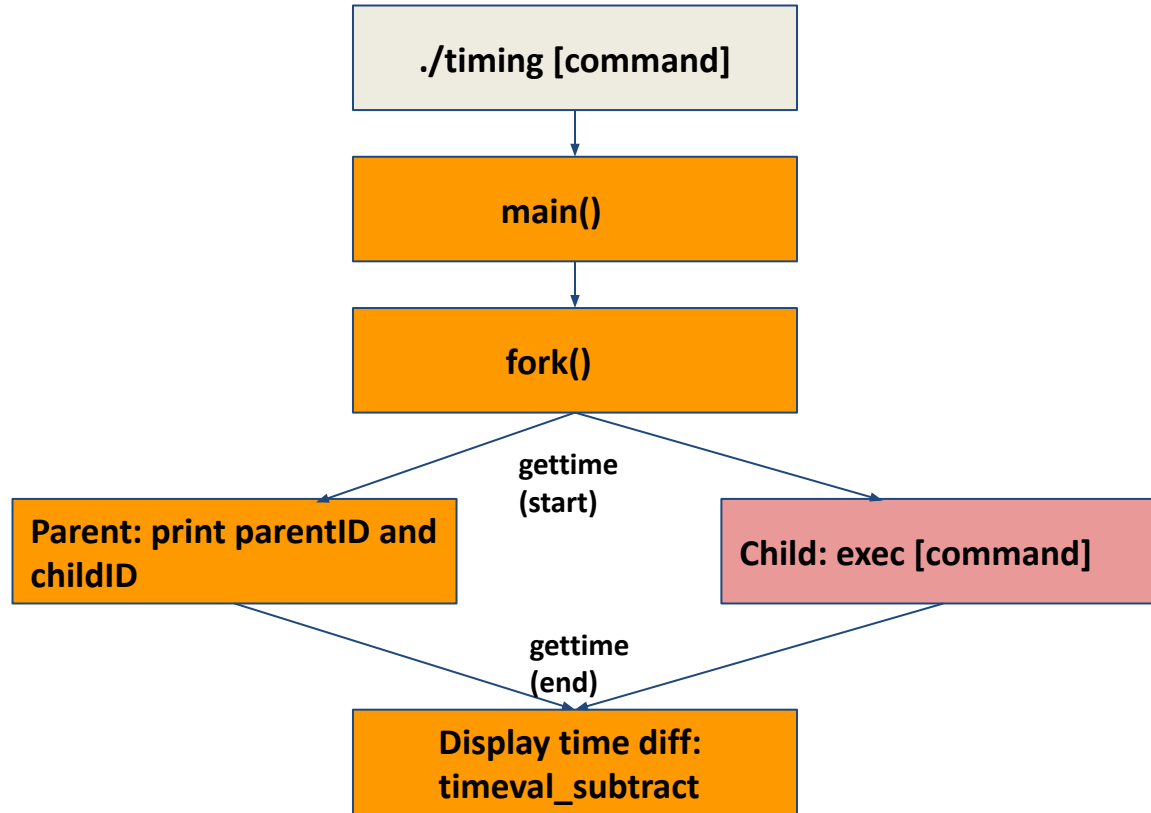 ./timing [command]
main()
fork()
gettime
(start)
Parent: print parentID and
childID
Child: exec [command]
gettime
(end)
Display time diff:
timeval_subtract